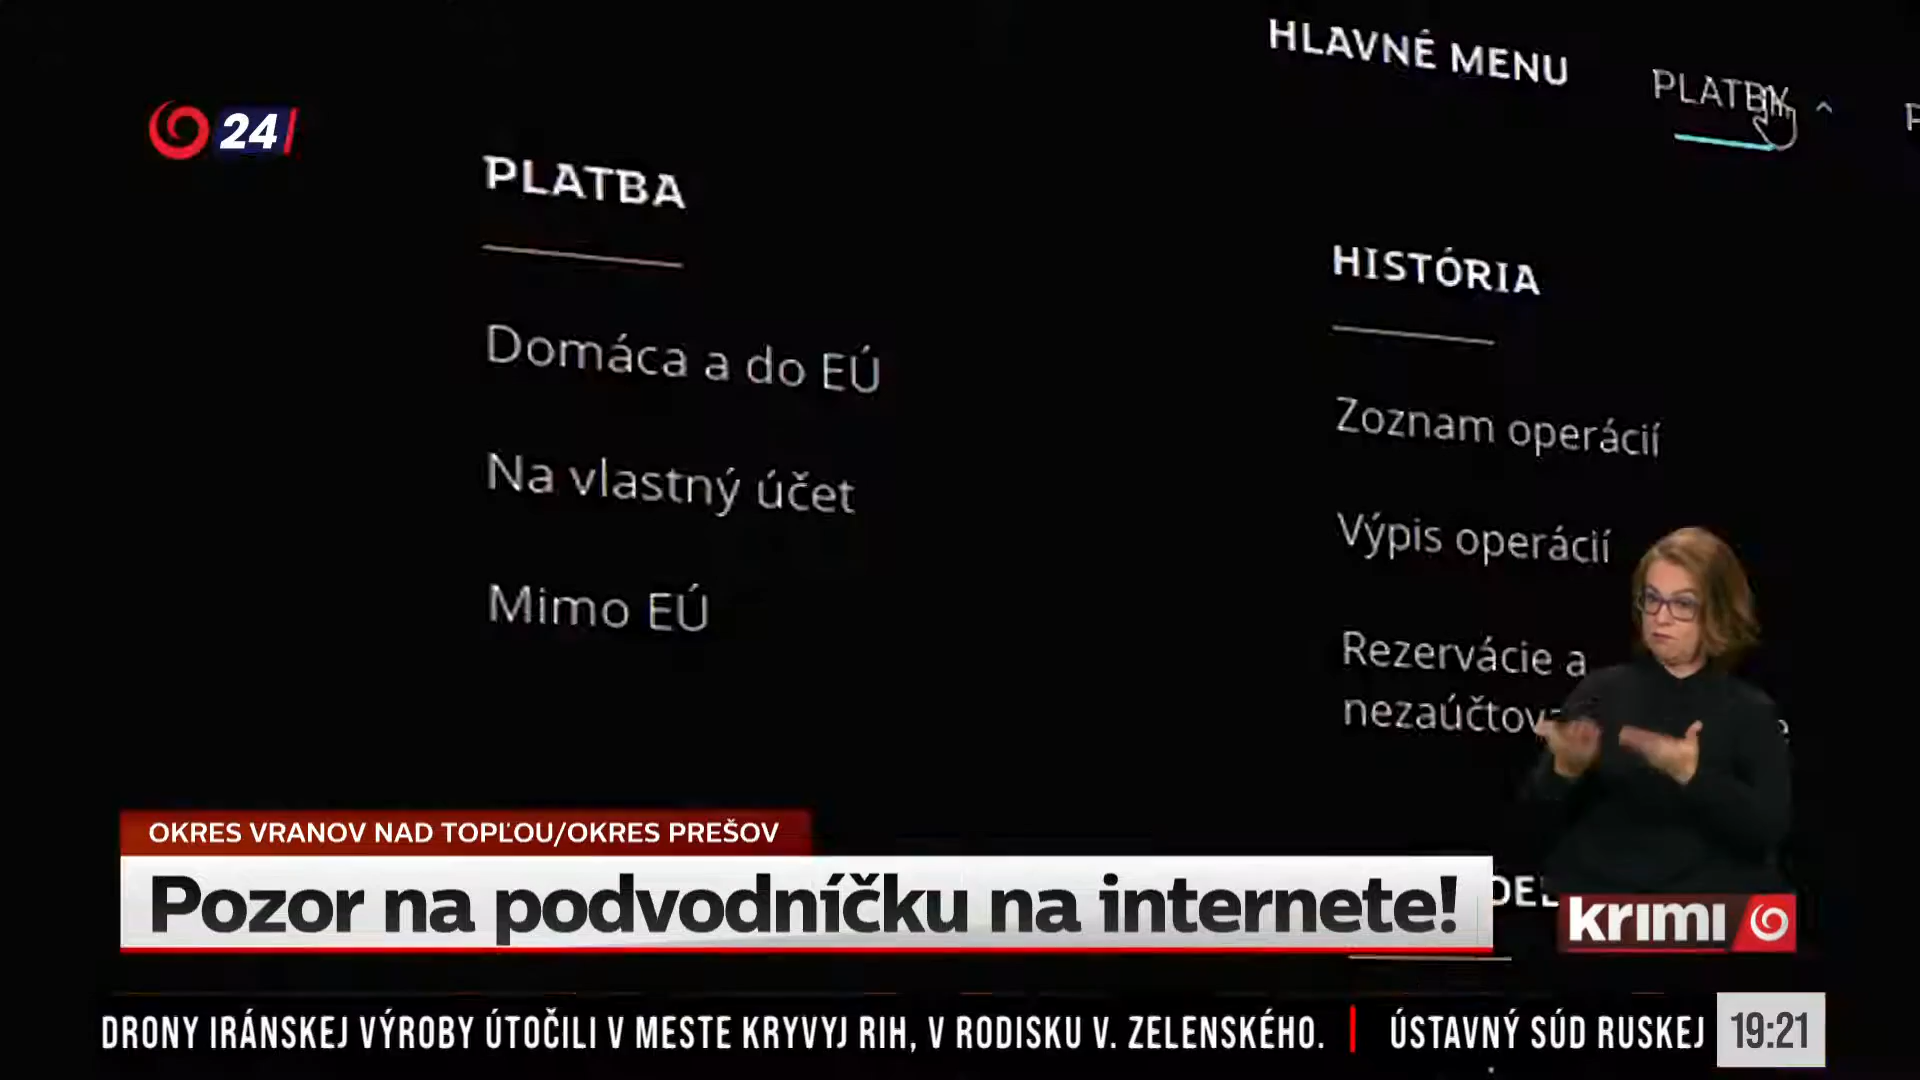 HLAVNÉ MENU
PLATBY
24
PLATBA
HISTÓRIA
Domáca a do EÚ
Zoznam operácií
Na vlastný účet
Výpis operácií
Mimo EÚ
Rezervácie a
OKRES VRANOV NAD TOPĽOU/OKRES PREŠOV
Pozor na podvodníčku na internete!
krimi
DRONY IRÁNSKEJ VÝROBY ÚTOČILI V MESTE KRYVYJ RIH, V RODISKU V. ZELENSKÉHO. | ÚSTAVNÝ SÚD RUSKEJ
19:21